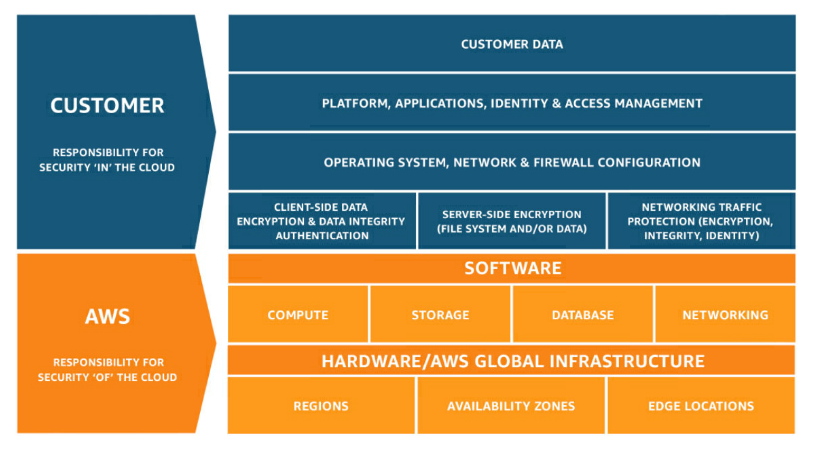 CUSTOMER
RESPONSIBILITY FOR
SECURITY ‘IN’ THE CLOUD
CUSTOMER DATA
PLATFORM, APPLICATIONS, IDENTITY & ACCESS MANAGEMENT
OPERATING SYSTEM, NETWORK & FIREWALL CONFIGURATION
CLIENT-SIDE DATA
ENCRYPTION & DATA INTEGRITY
AUTHENTICATION
SERVER-SIDE ENCRYPTION
(FILE SYSTEM AND/OR DATA)
NETWORKING TRAFFIC
PROTECTION (ENCRYPTION,
INTEGRITY, IDENTITY)
AWS
RESPONSIBILITY FOR
SECURITY ‘OF’ THE CLOUD
SOFTWARE
COMPUTE
STORAGE
DATABASE
NETWORKING
HARDWARE/AWS GLOBAL INFRASTRUCTURE
REGIONS
AVAILABILITY ZONES
EDGE LOCATIONS